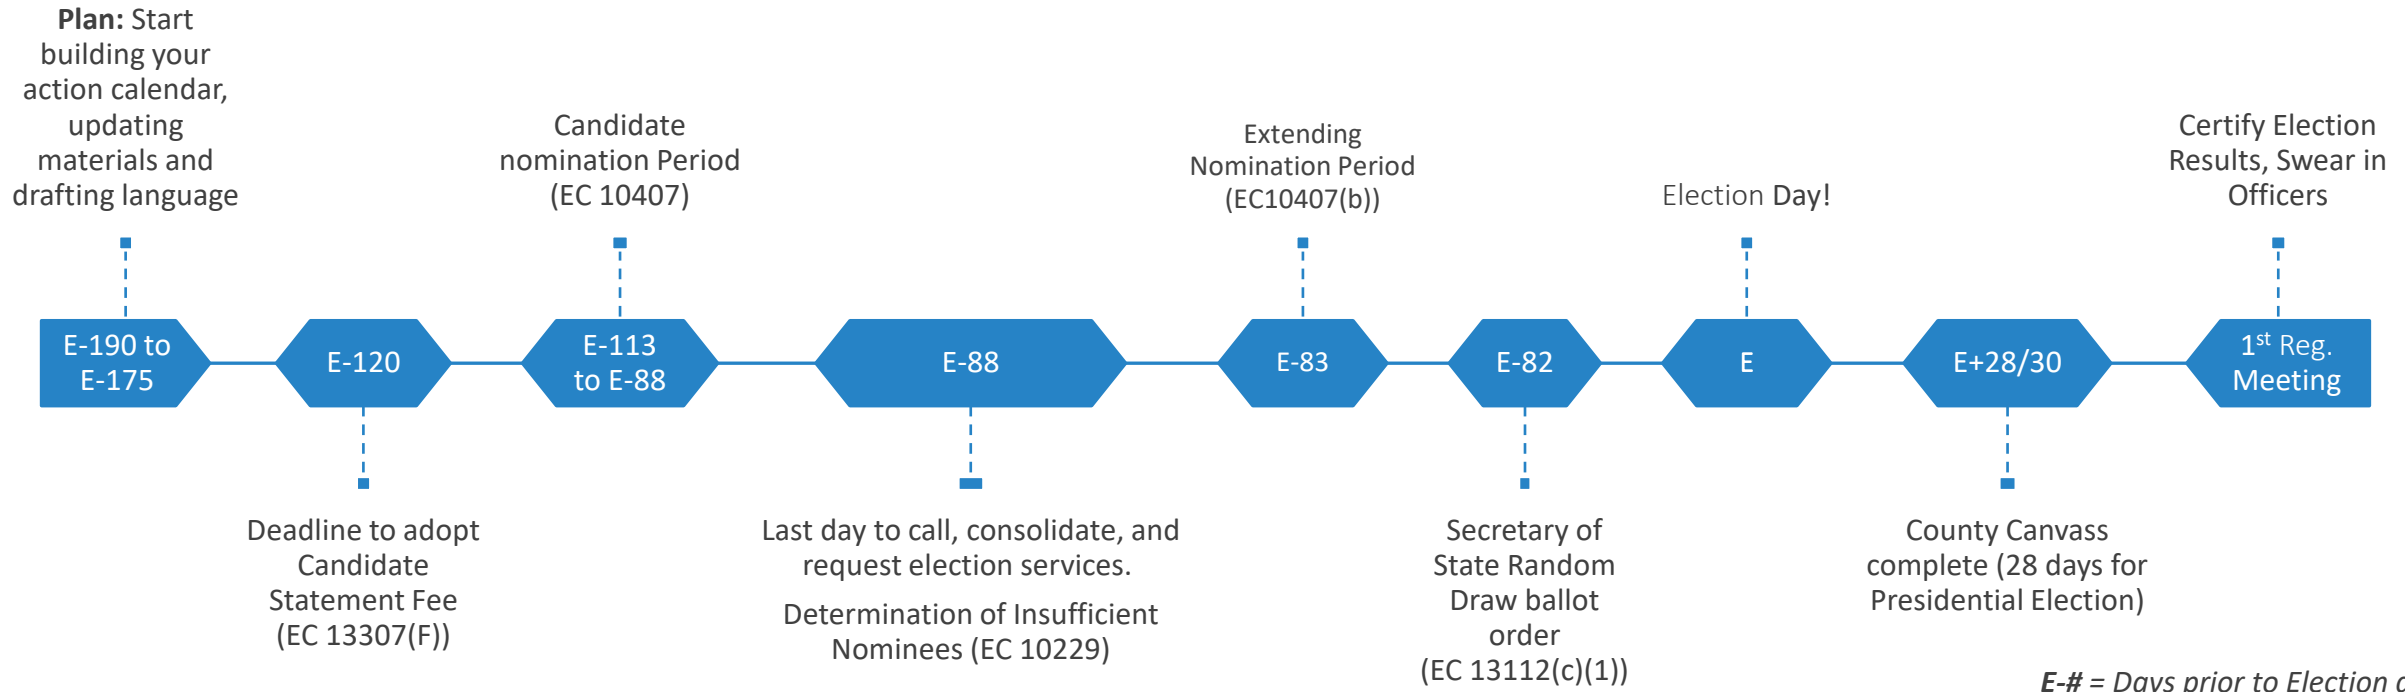 Plan: Start
building your
action calendar,
updating
materials and
drafting language
Candidate
nomination Period
(EC 10407)
Extending
Nomination Period
(EC10407(b))
Election Day!
Certify Election
Results, Swear in
Officers
E-190 to
E-175
E-120
E-113
to E-88
E-88
E-83
E-82
E
E+28/30
1st Reg.
Meeting
Deadline to adopt
Candidate
Statement Fee
(EC 13307(F))
Last day to call, consolidate, and
request election services.
Determination of Insufficient
Nominees (EC 10229)
Secretary of
State Random
Draw ballot
order
(EC 13112(c)(1))
County Canvass
complete (28 days for
Presidential Election)
E-# = Days prior to Election